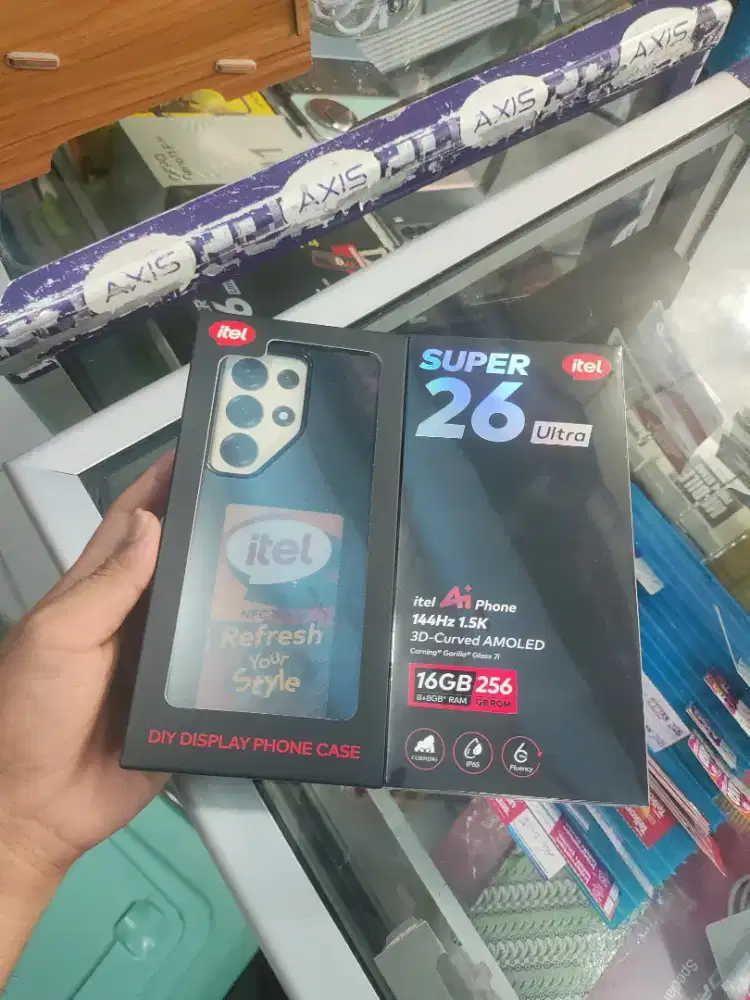 AXIS
AXIS
AXIS
AXIS
itel
itel
NFC
Refresh
Your
Style
DIY DISPLAY PHONE CASE
SUPER
26
Ultra
itel
itel Ai+ Phone
144Hz 1.5K
3D-Curved AMOLED
Corning® Gorilla® Glass 7i
16GB
8+8GB* RAM
256
GB ROM
CORNING
IP65
6
Fluency